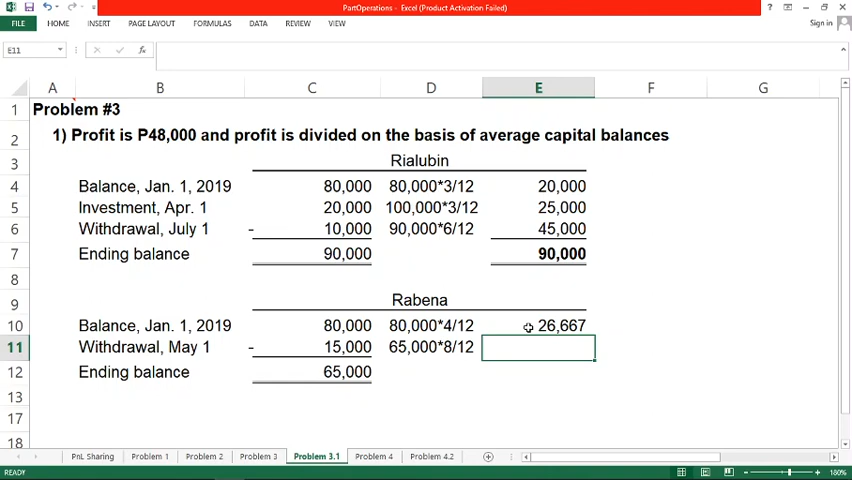 PartOperations - Excel (Product Activation Failed)
FILE HOME INSERT PAGE LAYOUT FORMULAS DATA REVIEW VIEW Sign in
E11 fx
A B C D E F G
1 Problem #3
2 1) Profit is P48,000 and profit is divided on the basis of average capital balances
3 Rialubin
4 Balance, Jan. 1, 2019 80,000 80,000*3/12 20,000
5 Investment, Apr. 1 20,000 100,000*3/12 25,000
6 Withdrawal, July 1 - 10,000 90,000*6/12 45,000
7 Ending balance 90,000 90,000
8
9 Rabena
10 Balance, Jan. 1, 2019 80,000 80,000*4/12 26,667
11 Withdrawal, May 1 - 15,000 65,000*8/12
12 Ending balance 65,000
13
17
18
PnL Sharing Problem 1 Problem 2 Problem 3 Problem 3.1 Problem 4 Problem 4.2
READY 180%